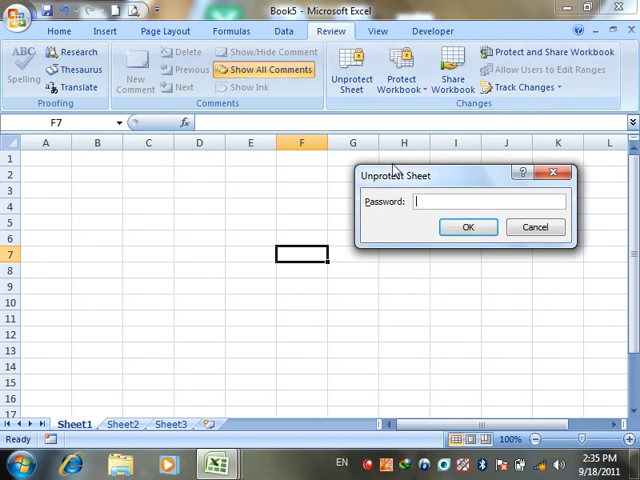 Book5 - Microsoft Excel
Home Insert Page Layout Formulas Data Review View Developer
ABC
Spelling
Research
Thesaurus
Translate
Proofing
New Comment
Delete
Previous
Next
Show/Hide Comment
Show All Comments
Show Ink
Comments
Unprotect Sheet
Protect Workbook
Share Workbook
Protect and Share Workbook
Allow Users to Edit Ranges
Track Changes
Changes
F7 fx
A B C D E F G H I J K L
1
2
3
4
5
6
7
8
9
10
11
12
13
14
15
16
17
Unprotect Sheet ?
Password:
OK Cancel
Sheet1 Sheet2 Sheet3
Ready 100%
EN 2:35 PM
9/18/2011